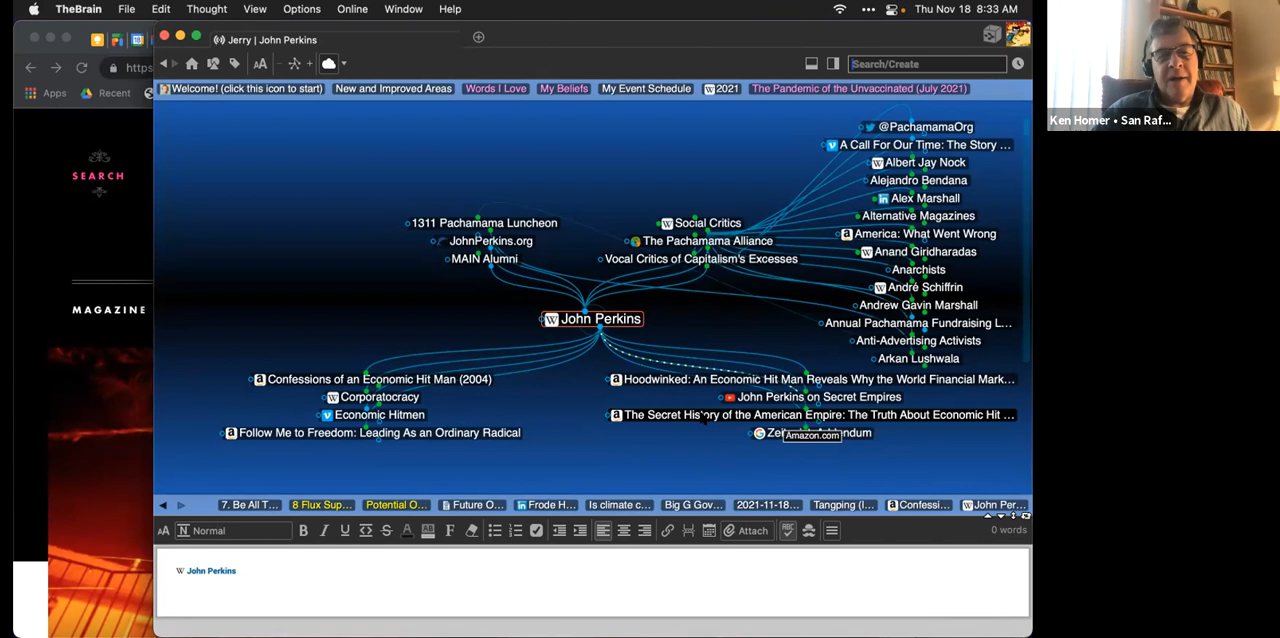 TheBrain File Edit Thought View Options Online Window Help Thu Nov 18 8:33 AM
Jerry | John Perkins
https
Search/Create
Apps Recent
Welcome! (click this icon to start) New and Improved Areas Words I Love My Beliefs My Event Schedule 2021 The Pandemic of the Unvaccinated (July 2021)
Ken Homer • San Raf...
@PachamamaOrg
A Call For Our Time: The Story ...
Albert Jay Nock
SEARCH
Alejandro Bendana
Alex Marshall
Alternative Magazines
1311 Pachamama Luncheon
Social Critics
America: What Went Wrong
JohnPerkins.org
The Pachamama Alliance
Anand Giridharadas
MAIN Alumni
Vocal Critics of Capitalism's Excesses
Anarchists
André Schiffrin
Andrew Gavin Marshall
MAGAZINE
John Perkins
Annual Pachamama Fundraising L...
Anti-Advertising Activists
Arkan Lushwala
Confessions of an Economic Hit Man (2004)
Hoodwinked: An Economic Hit Man Reveals Why the World Financial Mark...
Corporatocracy
John Perkins on Secret Empires
Economic Hitmen
The Secret History of the American Empire: The Truth About Economic Hit ...
Follow Me to Freedom: Leading As an Ordinary Radical
Amazon.com
7. Be All T... 8 Flux Sup... Potential O... Future O... Frode H... Is climate c... Big G Gov... 2021-11-18... Tangping (l... Confessi... John Per...
Normal
Attach
0 words
John Perkins